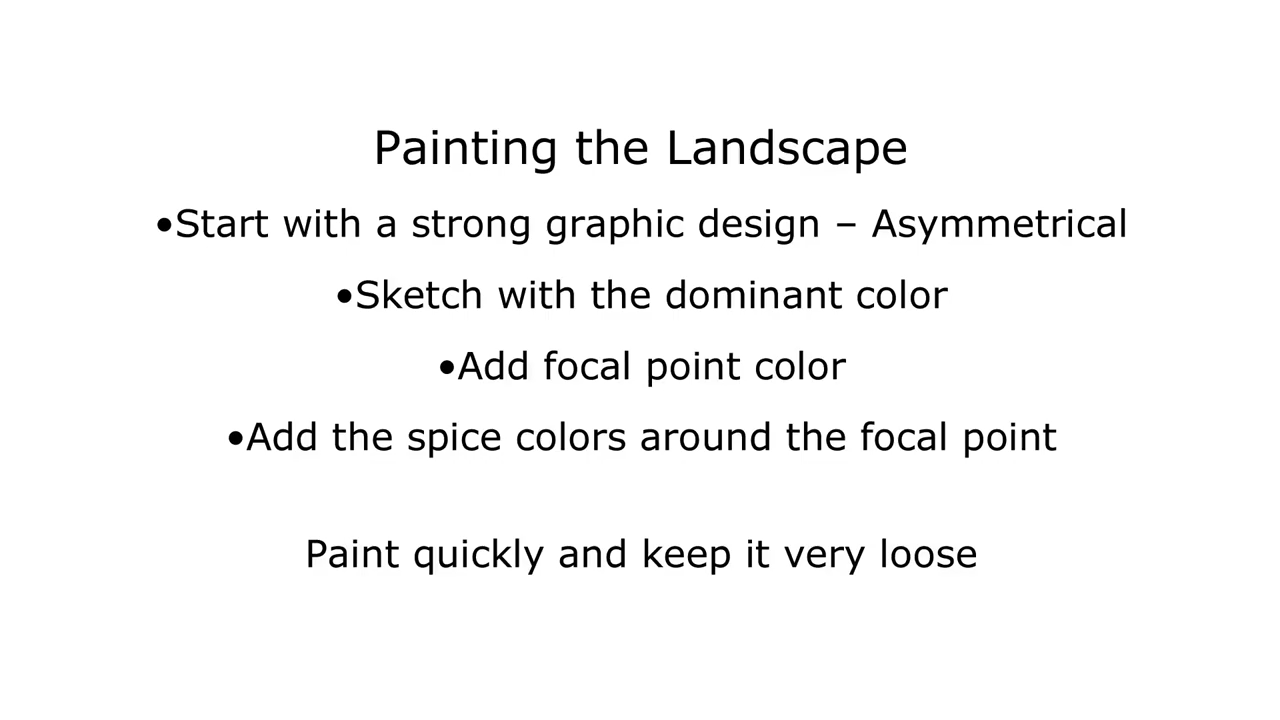 Painting the Landscape
•Start with a strong graphic design – Asymmetrical
•Sketch with the dominant color
•Add focal point color
•Add the spice colors around the focal point
Paint quickly and keep it very loose